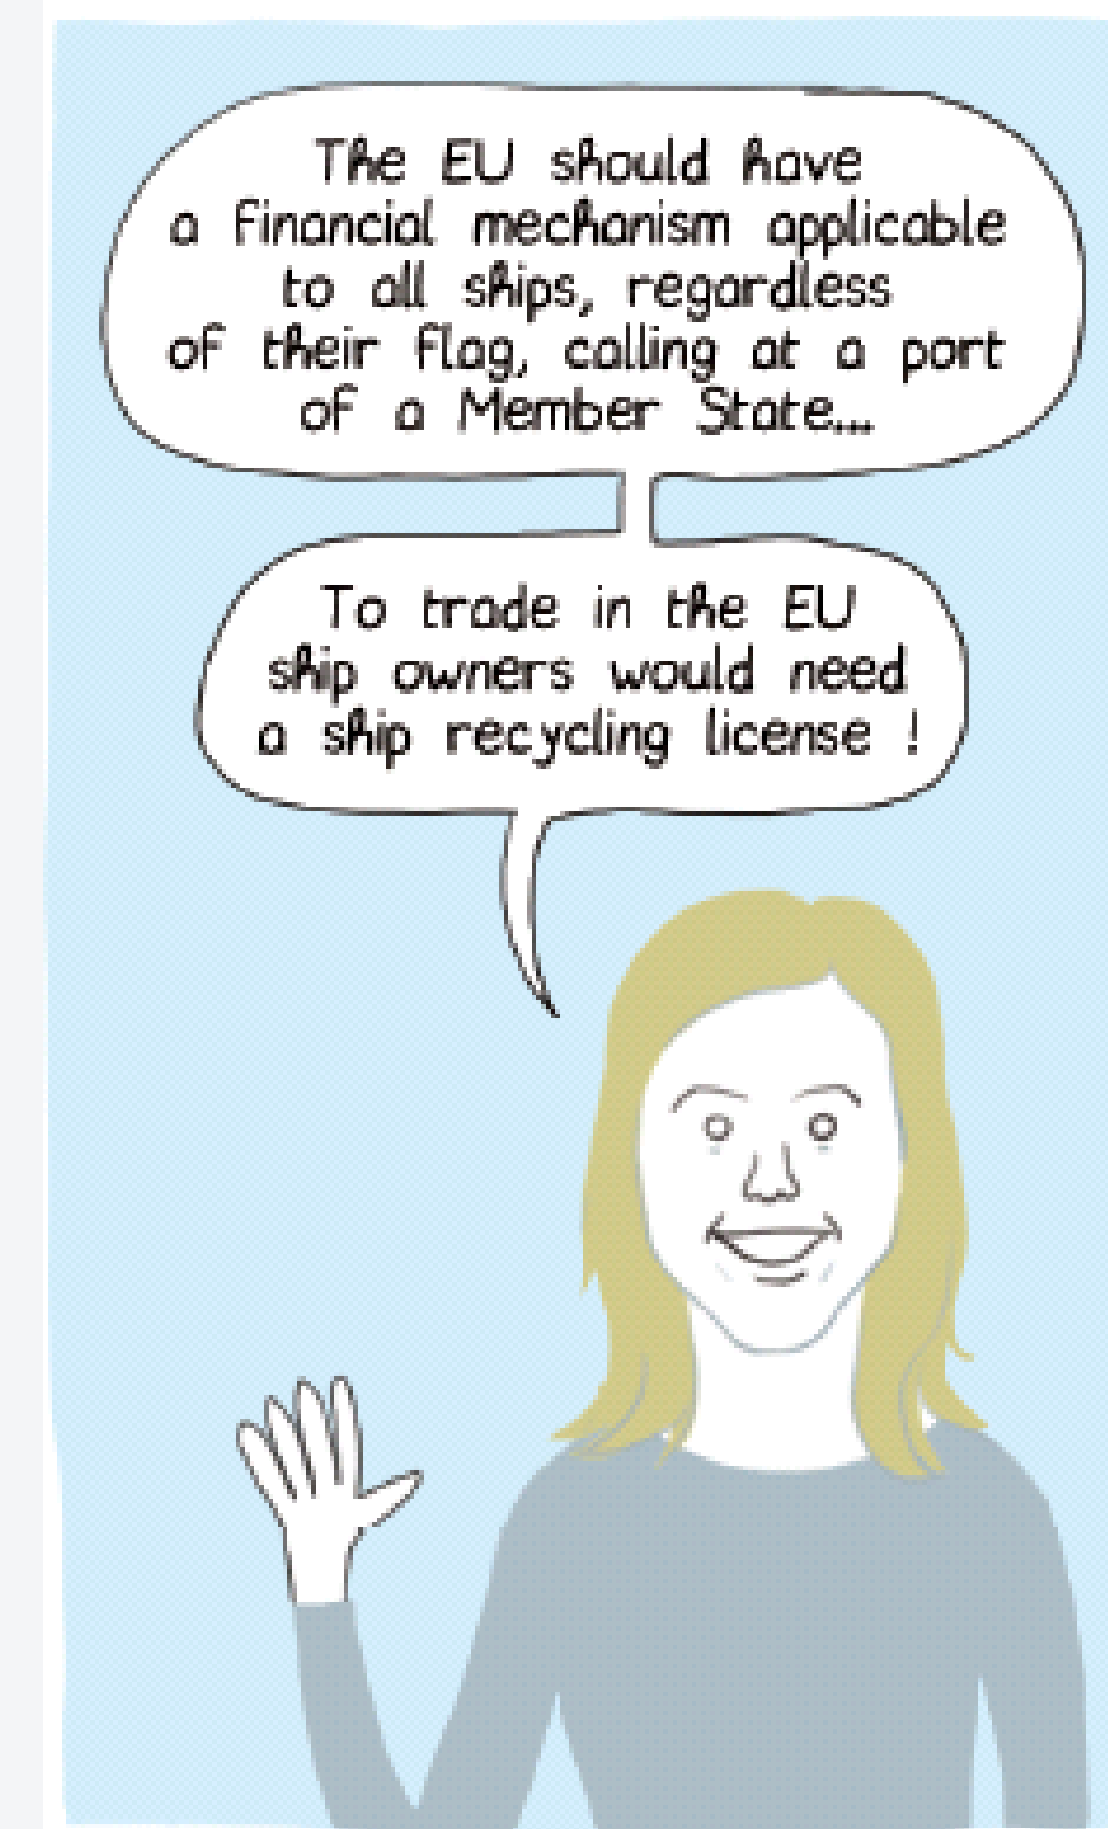 The EU should have
a financial mechanism applicable
to all ships, regardless
of their flag, calling at a port
of a Member State...
To trade in the EU
ship owners would need
a ship recycling license !